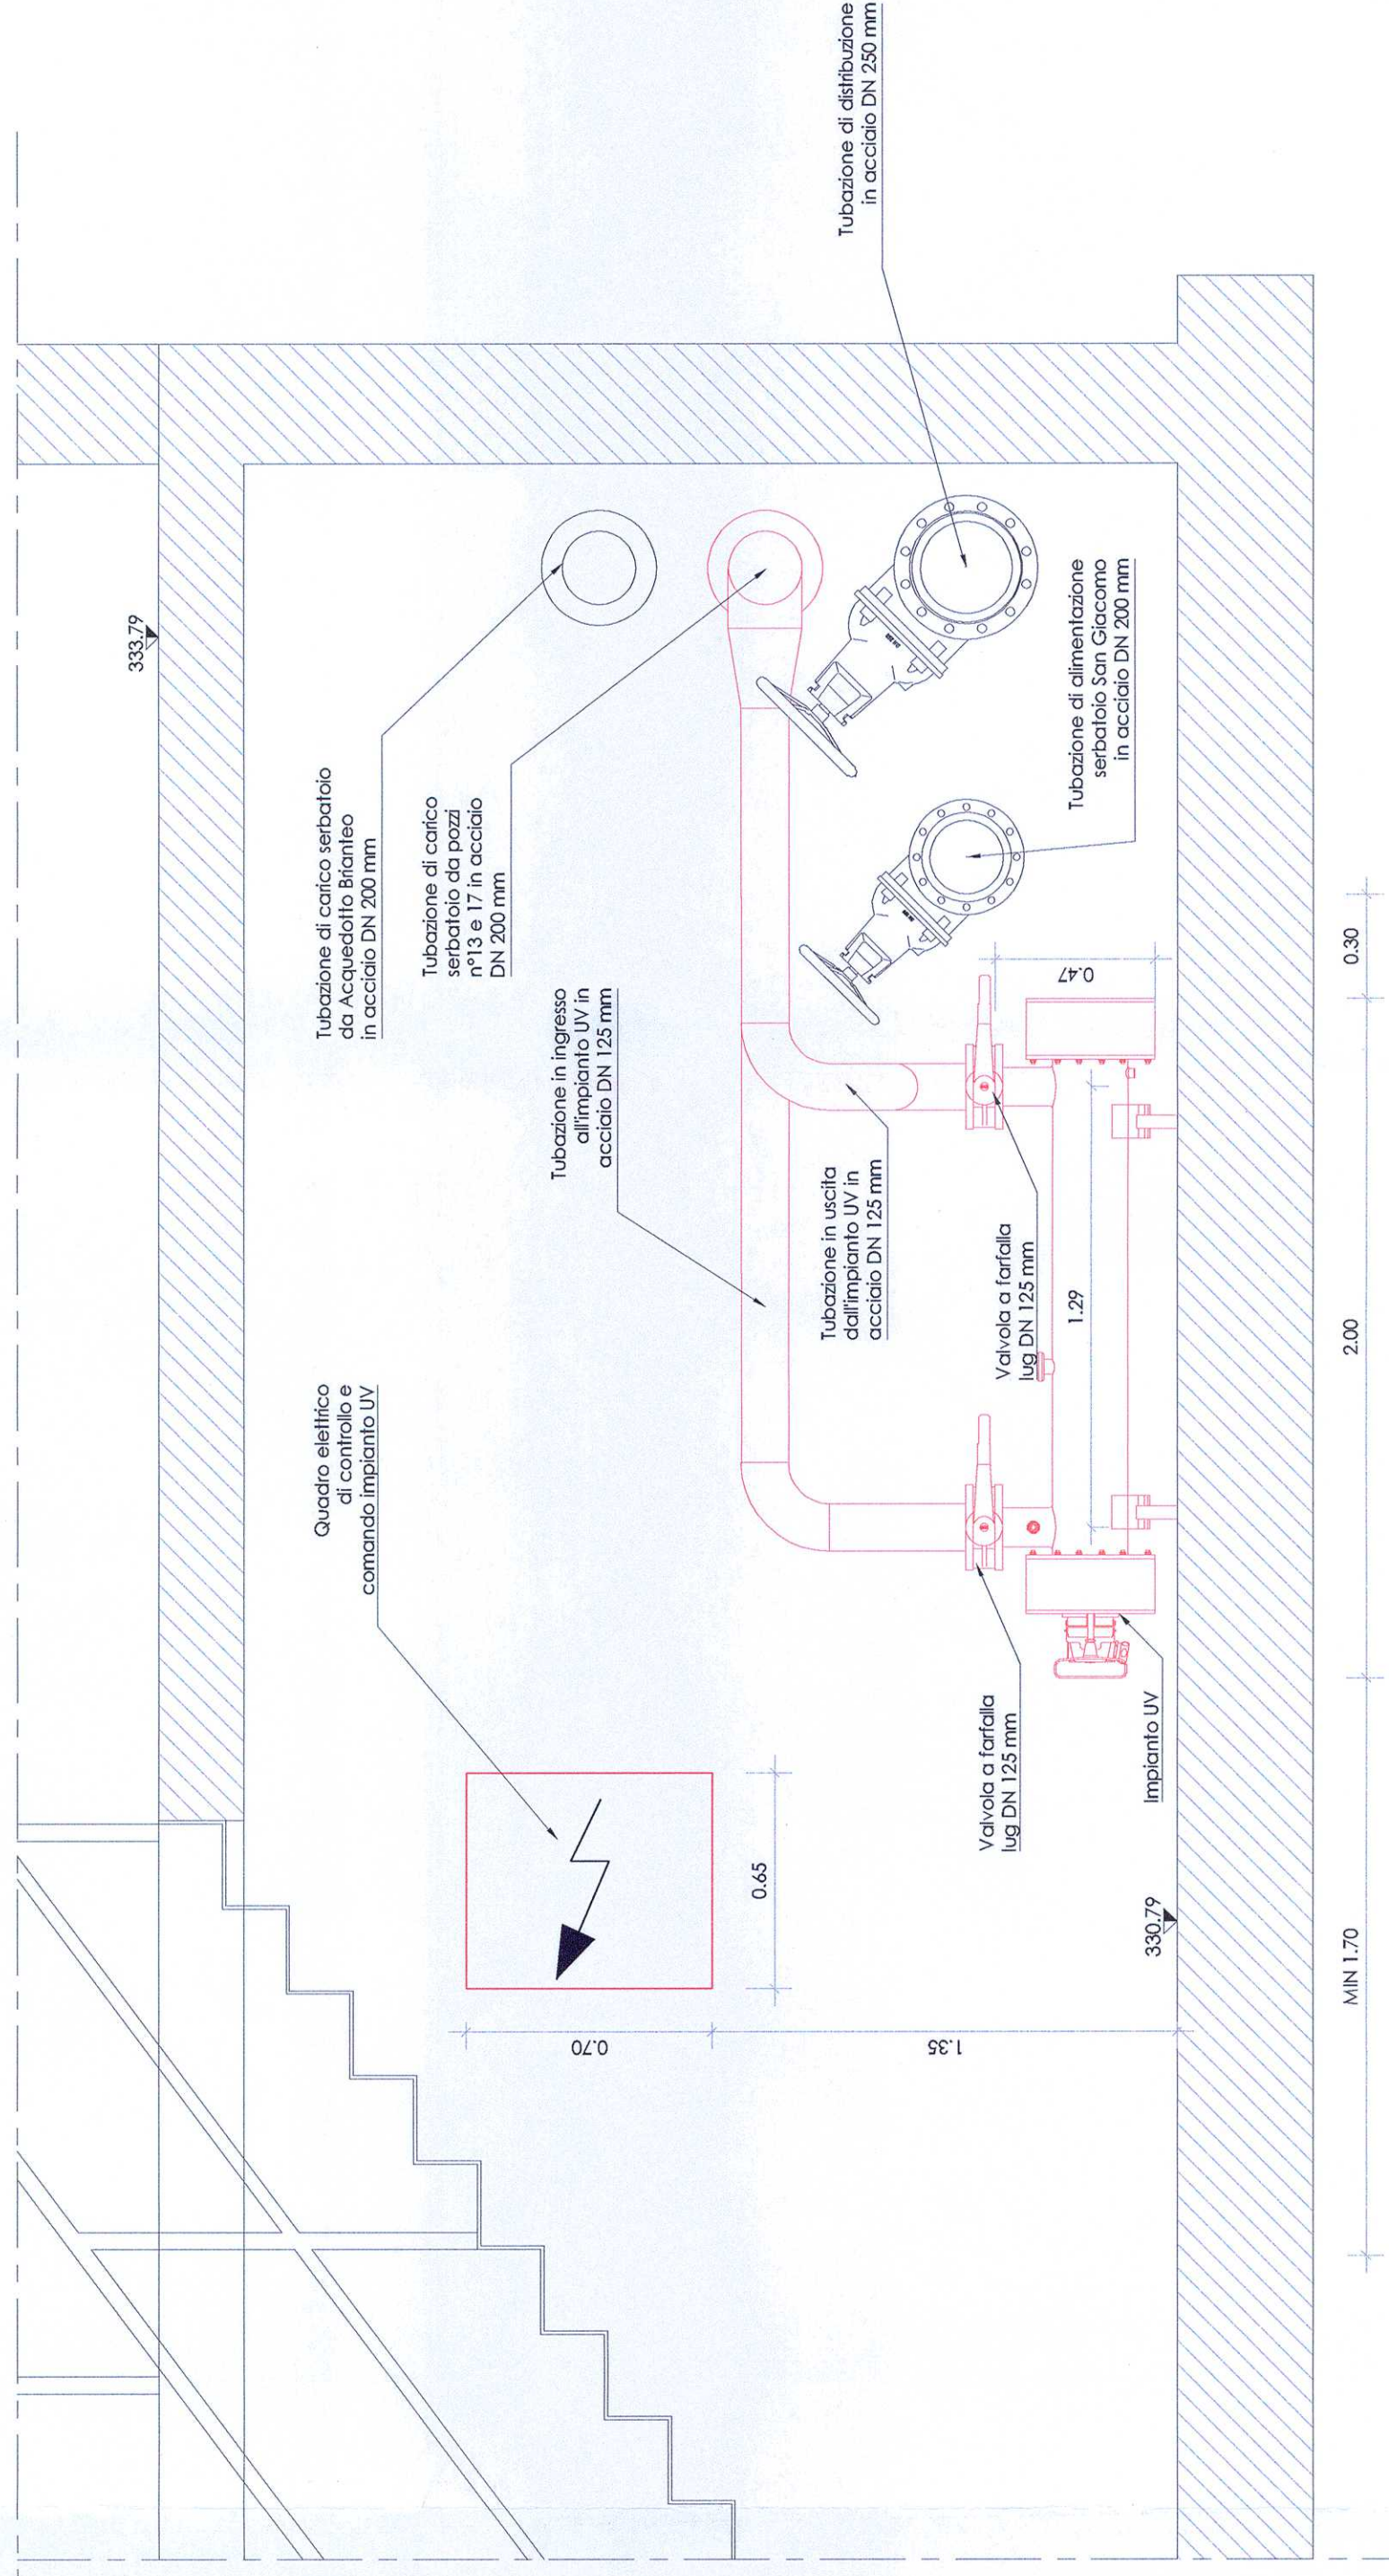 333.79
Tubazione di carico serbatoio
da Acquedotto Brianteo
in acciaio DN 200 mm
Tubazione di carico
serbatoio da pozzi
n°13 e 17 in acciaio
DN 200 mm
Tubazione in ingresso
all'impianto UV in
acciaio DN 125 mm
Quadro elettrico
di controllo e
comando impianto UV
Tubazione di distribuzione
in acciaio DN 250 mm
Tubazione di alimentazione
serbatoio San Giacomo
in acciaio DN 200 mm
Tubazione in uscita
dall'impianto UV in
acciaio DN 125 mm
Valvola a farfalla
lug DN 125 mm
Valvola a farfalla
lug DN 125 mm
Impianto UV
330.79
0.70
1.35
0.65
0.47
1.29
MIN 1.70
2.00
0.30